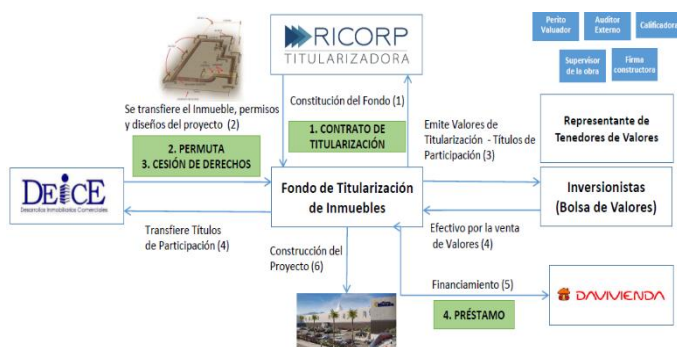 RICORP
TITULARIZADORA
Perito
Valuador
Auditor
Externo
Calificadora
Supervisor
de la obra
Firma
constructora
Se transfiere el Inmueble, permisos
y diseños del proyecto (2)
Constitución del Fondo (1)
1. CONTRATO DE
TITULARIZACIÓN
2. PERMUTA
3. CESIÓN DE DERECHOS
Emite Valores de
Titularización - Títulos de
Participación (3)
Representante de
Tenedores de Valores
DEICE
Desarrollos Inmobiliarios Comerciales
Fondo de Titularización
de Inmuebles
Inversionistas
(Bolsa de Valores)
Transfiere Títulos
de Participación (4)
Efectivo por la venta
de Valores (4)
Construcción del
Proyecto (6)
Financiamiento (5)
4. PRÉSTAMO
DAVIVIENDA